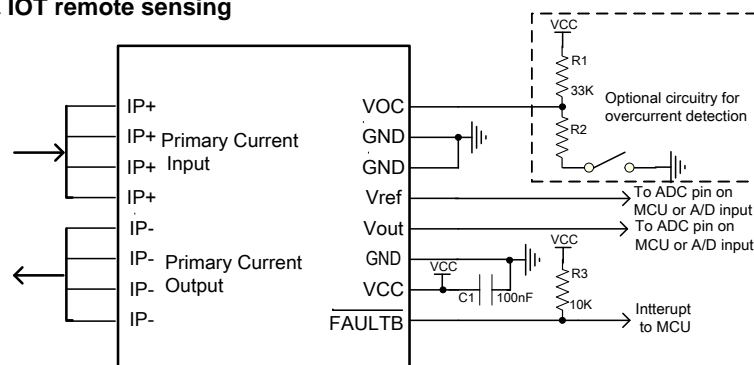 IOT remote sensing
VCC
R1
33K
R2
Optional circuitry for
overcurrent detection
IP+
IP+
IP+
IP+
Primary Current
Input
IP-
IP-
IP-
IP-
Primary Current
Output
VOC
GND
GND
Vref
Vout
GND
VCC
FAULTB
To ADC pin on
MCU or A/D input
To ADC pin on
MCU or A/D input
VCC
C1
100nF
VCC
R3
10K
Intterupt
to MCU